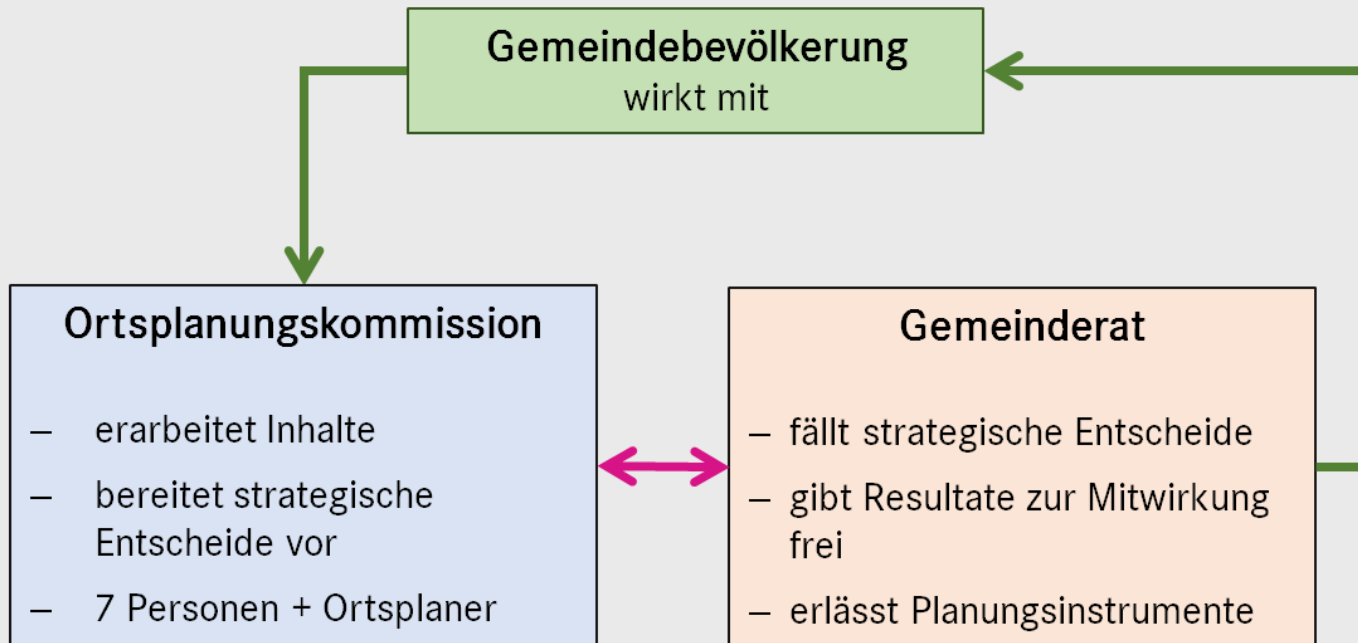 Gemeindebevölkerung
wirkt mit
Ortsplanungskommission
– erarbeitet Inhalte
– bereitet strategische
Entscheide vor
– 7 Personen + Ortsplaner
Gemeinderat
– fällt strategische Entscheide
– gibt Resultate zur Mitwirkung
frei
– erlässt Planungsinstrumente